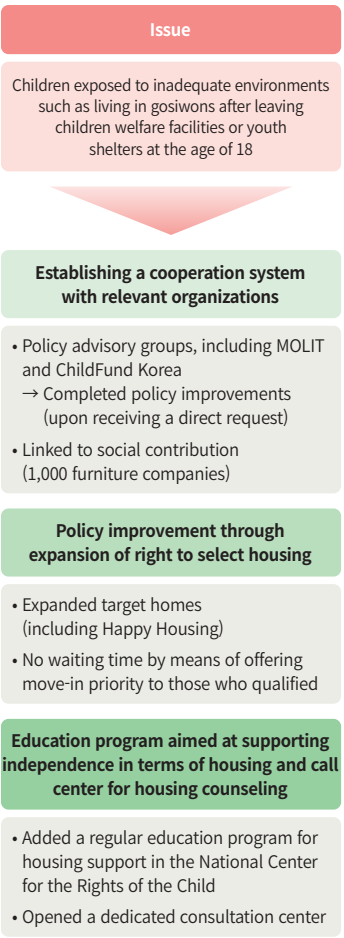 Issue
Children exposed to inadequate environments
such as living in gosiwons after leaving
children welfare facilities or youth
shelters at the age of 18
Establishing a cooperation system
with relevant organizations
• Policy advisory groups, including MOLIT
and ChildFund Korea
→ Completed policy improvements
(upon receiving a direct request)
• Linked to social contribution
(1,000 furniture companies)
Policy improvement through
expansion of right to select housing
• Expanded target homes
(including Happy Housing)
• No waiting time by means of offering
move-in priority to those who qualified
Education program aimed at supporting
independence in terms of housing and call
center for housing counseling
• Added a regular education program for
housing support in the National Center
for the Rights of the Child
• Opened a dedicated consultation center